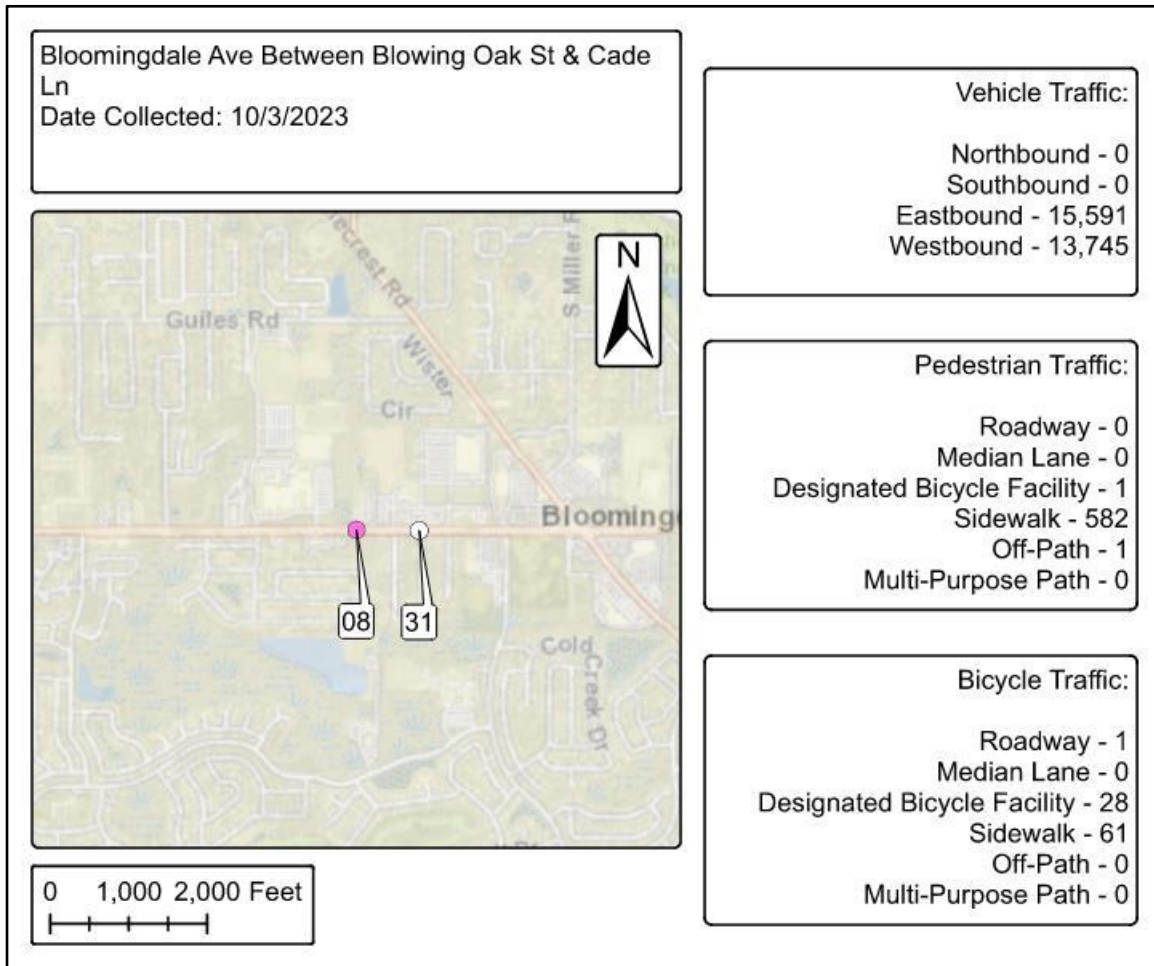 Bloomingdale Ave Between Blowing Oak St & Cade
Ln
Date Collected: 10/3/2023
Vehicle Traffic:
Northbound - 0
Southbound - 0
Eastbound - 15,591
Westbound - 13,745
Pedestrian Traffic:
Roadway - 0
Median Lane - 0
Designated Bicycle Facility - 1
Sidewalk - 582
Off-Path - 1
Multi-Purpose Path - 0
Bicycle Traffic:
Roadway - 1
Median Lane - 0
Designated Bicycle Facility - 28
Sidewalk - 61
Off-Path - 0
Multi-Purpose Path - 0
ecrest Rd
S Miller R
N
Guiles Rd
Wister
Cir
Blooming
08
31
Cold
Creek Dr
0 1,000 2,000 Feet